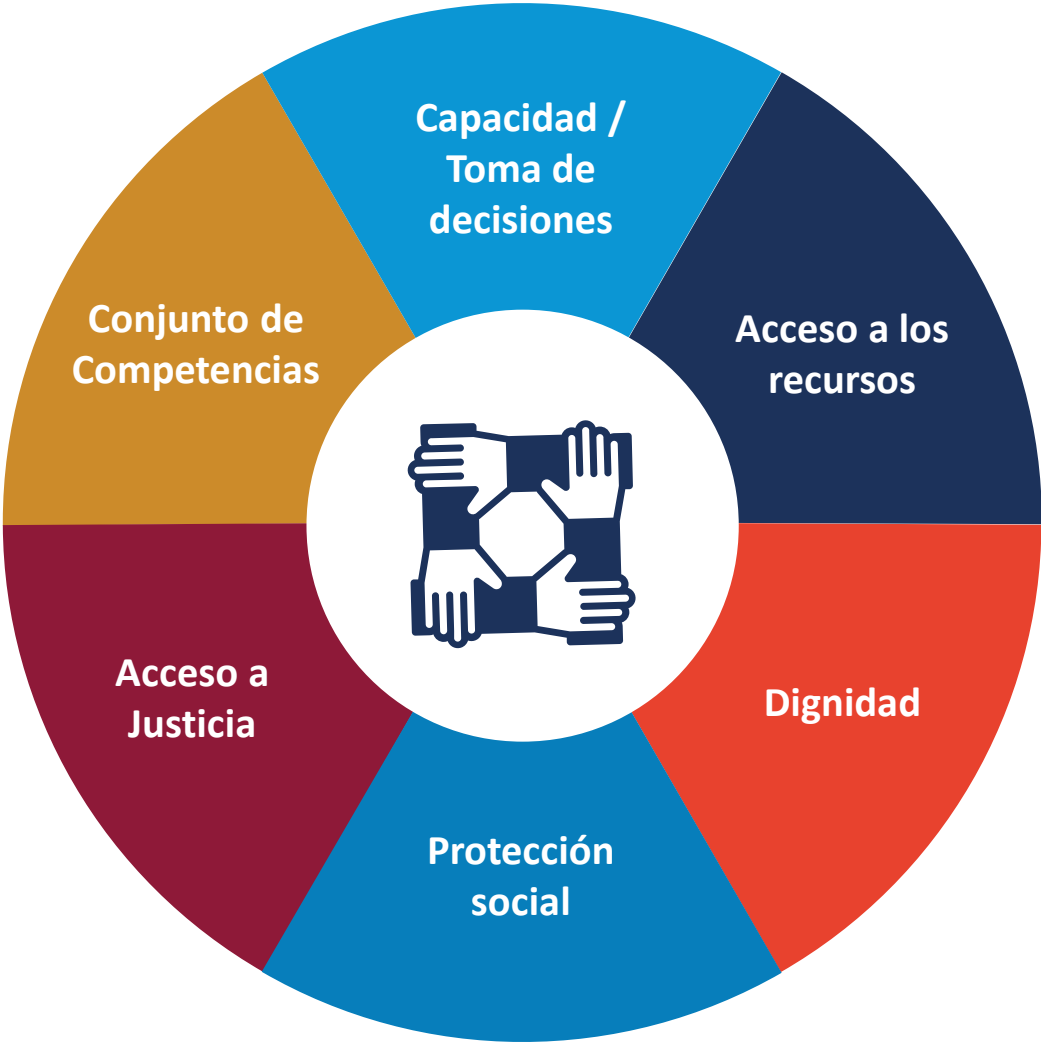 Capacidad /
Toma de
decisiones
Acceso a los
recursos
Dignidad
Protección
social
Acceso a
Justicia
Conjunto de
Competencias